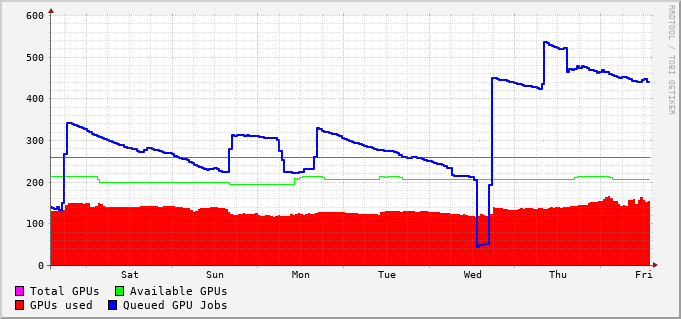 600
500
400
300
200
100
0
Sat Sun Mon Tue Wed Thu Fri
Total GPUs Available GPUs
GPUs used Queued GPU Jobs
RRDTOOL / TOBI OETIKER